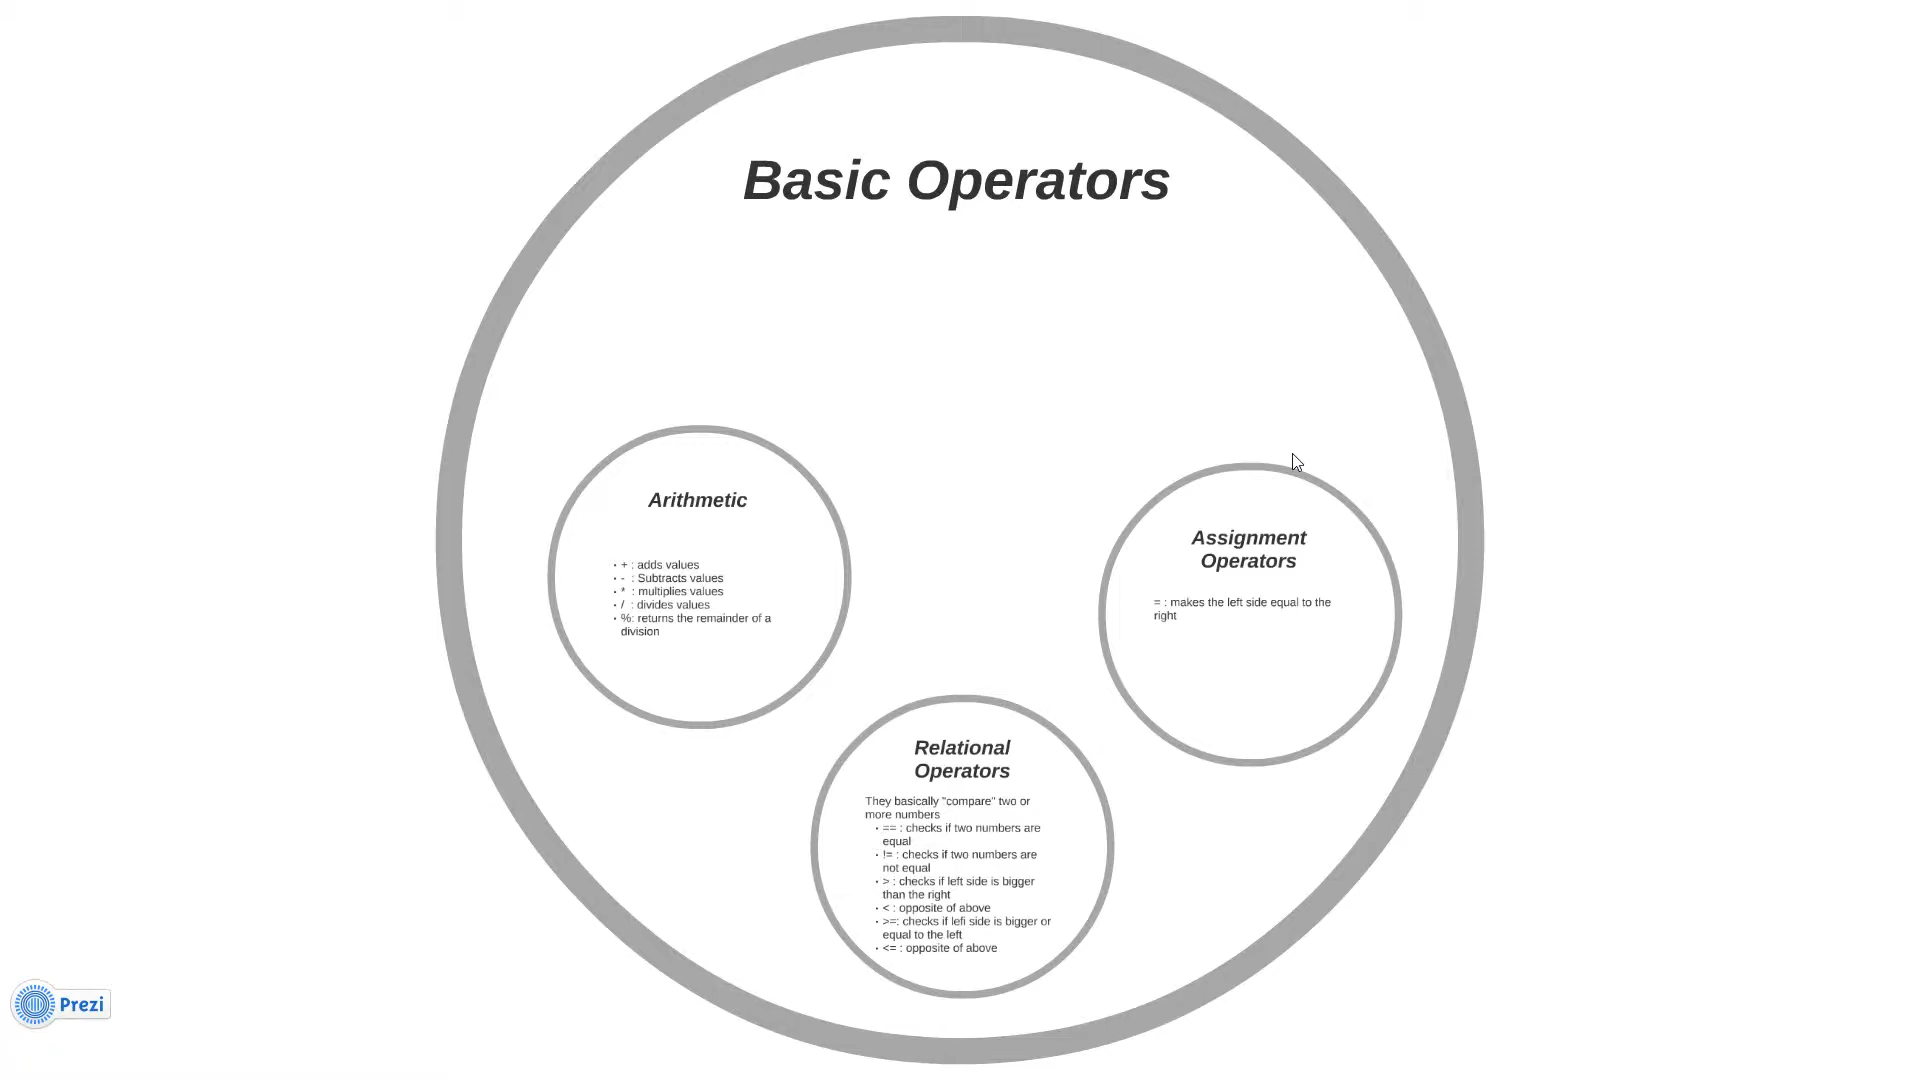 Basic Operators
Arithmetic
• + : adds values
• - : Subtracts values
• * : multiplies values
• / : divides values
• %: returns the remainder of a
division
Assignment
Operators
= : makes the left side equal to the
right
Relational
Operators
They basically "compare" two or
more numbers
• == : checks if two numbers are
equal
• != : checks if two numbers are
not equal
• > : checks if left side is bigger
than the right
• < : opposite of above
• >=: checks if lefi side is bigger or
equal to the left
• <= : opposite of above
Prezi